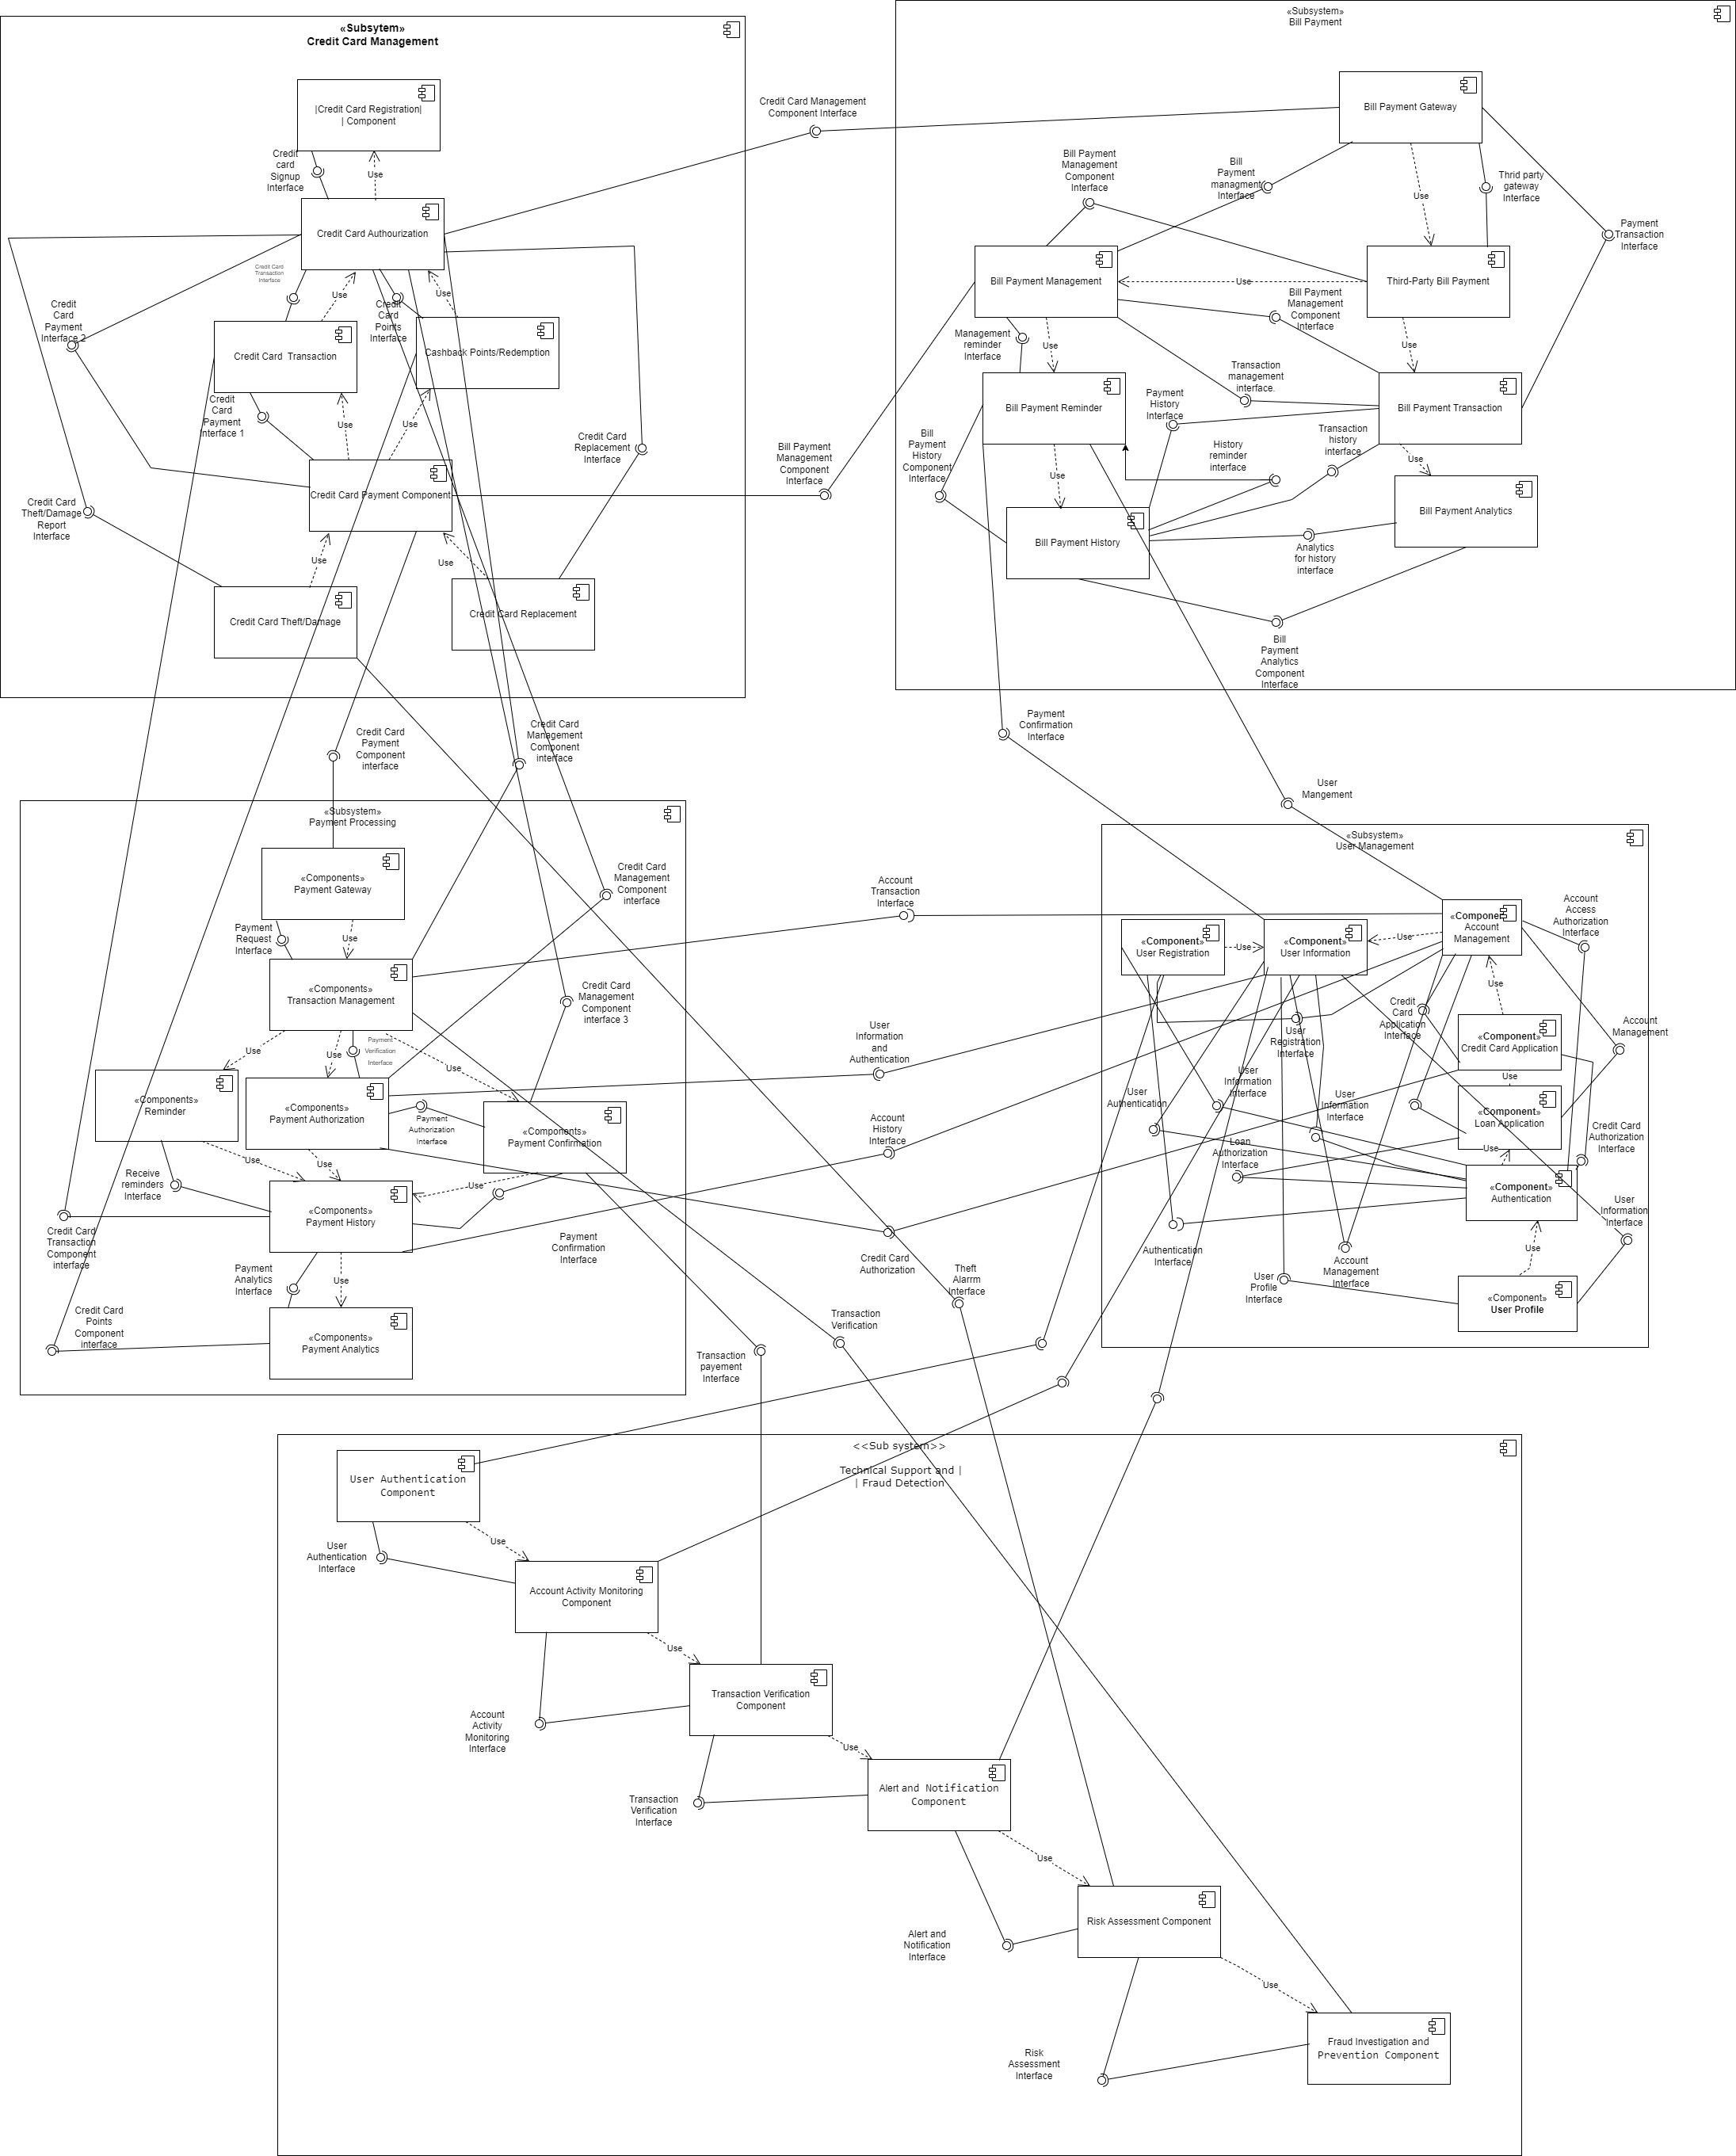 «Subsytem»
Credit Card Management
|Credit Card Registration|
| Component
Credit
card
Signup
Interface
Use
Credit Card Authourization
Credit Card
Transaction
Interface
Use
Credit
Card
Points
Interface
Use
Credit
Card
Payment
Interface 2
Credit Card  Transaction
Cashback Points/Redemption
Credit
Card
Payment
Interface 1
Use
Use
Credit Card
Replacement
Interface
Credit Card Payment Component
Credit Card
Theft/Damage
Report
Interface
Use
Use
Credit Card Theft/Damage
Credit Card Replacement
Credit Card Management
Component Interface
Bill Payment
Management
Component
Interface
«Subsystem»
Bill Payment
Bill Payment Gateway
Bill Payment
Management
Component
Interface
Bill
Payment
managment
Interface
Use
Thrid party
gateway
Interface
Payment
Transaction
Interface
Bill Payment Management
Use
Third-Party Bill Payment
Bill Payment
Management
Component
Interface
Management
reminder
Interface
Use
Use
Transaction
management
interface.
Bill Payment Reminder
Payment
History
Interface
Bill Payment Transaction
Bill
Payment
History
Component
Interface
History
reminder
interface
Transaction
history
interface
Use
Use
Bill Payment History
Bill Payment Analytics
Analytics
for history
interface
Bill
Payment
Analytics
Component
Interface
Credit Card
Payment
Component
interface
Credit Card
Management
Component
interface
Payment
Confirmation
Interface
User
Mangement
«Subsystem»
Payment Processing
«Components»
Payment Gateway
Credit Card
Management
Component
interface
Payment
Request
Interface
Use
«Components»
Transaction Management
Credit Card
Management
Component
interface 3
Use
Use
Payment
Verification
Interface
Use
«Components»
Reminder
«Components»
Payment Authorization
Payment
Authorization
Interface
«Components»
Payment Confirmation
Use
Use
Receive
reminders
Interface
Use
«Components»
Payment History
Credit Card
Transaction
Component
interface
Payment
Confirmation
Interface
Payment
Analytics
Interface
Use
Credit Card
Points
Component
interface
«Components»
Payment Analytics
Account
Transaction
Interface
User
Information
and
Authentication
Account
History
Interface
Credit Card
Authorization
Theft
Alarrm
Interface
Transaction
Verification
Transaction
payement
Interface
«Subsystem»
User Management
«Component»
User Registration
Use
«Component»
User Information
Use
«Component»
Account
Management
Account
Access
Authorization
Interface
Use
Credit
Card
Application
Interface
User
Registration
Interface
«Component»
Credit Card Application
Account
Management
Use
User
Information
Interface
User
Authentication
User
Information
Interface
«Component»
Loan Application
Credit Card
Authorization
Interface
Loan
Authorization
Interface
Use
«Component»
Authentication
User
Information
Interface
Authentication
Interface
Account
Management
Interface
Use
User
Profile
Interface
«Component»
User Profile
<<Sub system>>
Technical Support and |
| Fraud Detection
User Authentication
Component
User
Authentication
Interface
Use
Account Activity Monitoring
Component
Use
Account
Activity
Monitoring
Interface
Transaction Verification
Component
Use
Transaction
Verification
Interface
Alert and Notification
Component
Use
Alert and
Notification
Interface
Risk Assessment Component
Use
Risk
Assessment
Interface
Fraud Investigation and
Prevention Component